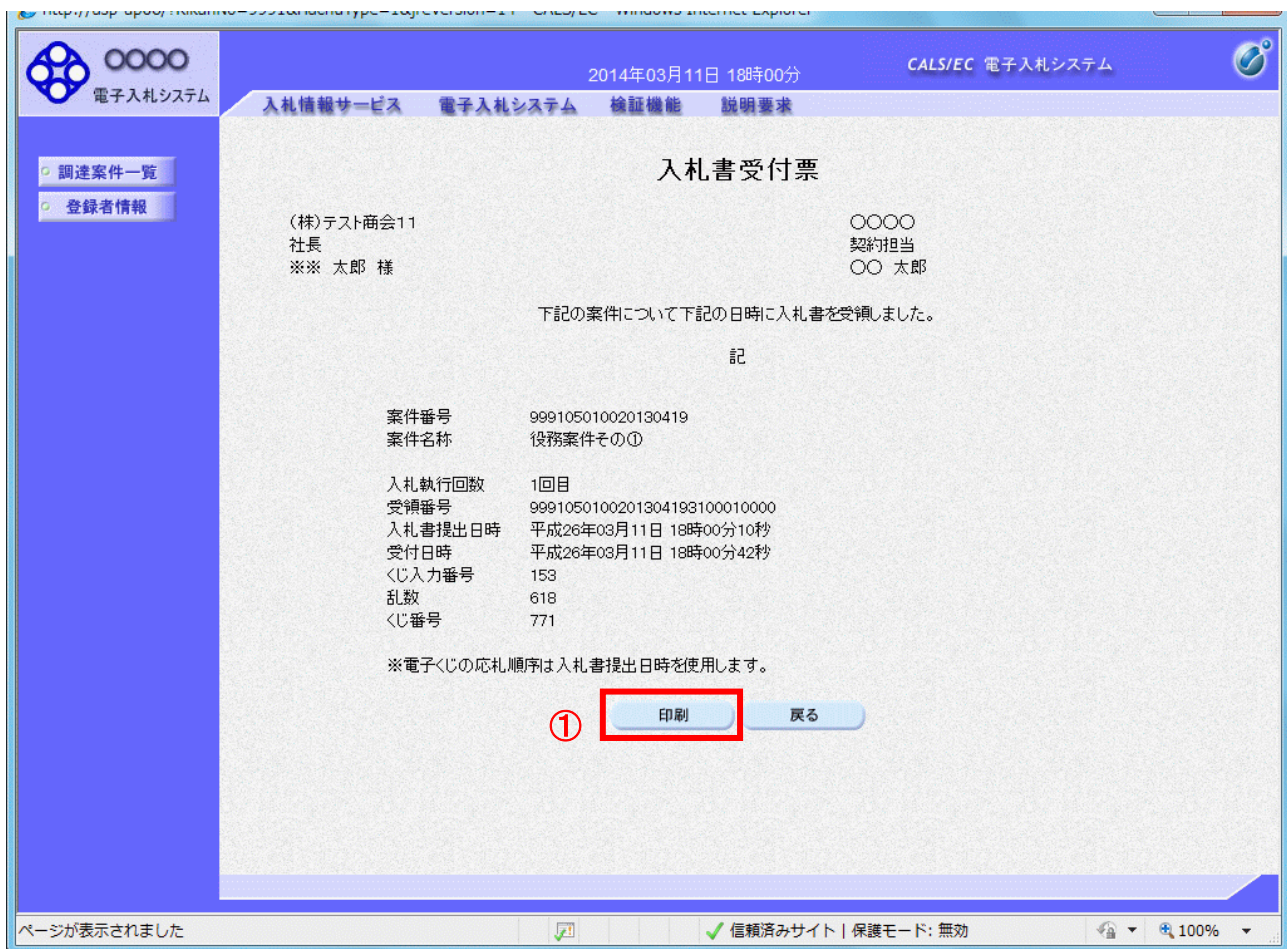 ○○○○
電子入札システム
2014年03月11日 18時00分
CALS/EC 電子入札システム
入札情報サービス 電子入札システム 検証機能 説明要求
調達案件一覧
登録者情報
入札書受付票
(株)テスト商会11
社長
※※ 太郎 様
○○○○
契約担当
○○ 太郎
下記の案件について下記の日時に入札書を受領しました。
記
案件番号 999105010020130419
案件名称 役務案件その①
入札執行回数 1回目
受領番号 9991050100201304193100010000
入札書提出日時 平成26年03月11日 18時00分10秒
受付日時 平成26年03月11日 18時00分42秒
くじ入力番号 153
乱数 618
くじ番号 771
※電子くじの応札順序は入札書提出日時を使用します。
① 印刷 戻る
ページが表示されました
信頼済みサイト | 保護モード: 無効
100%